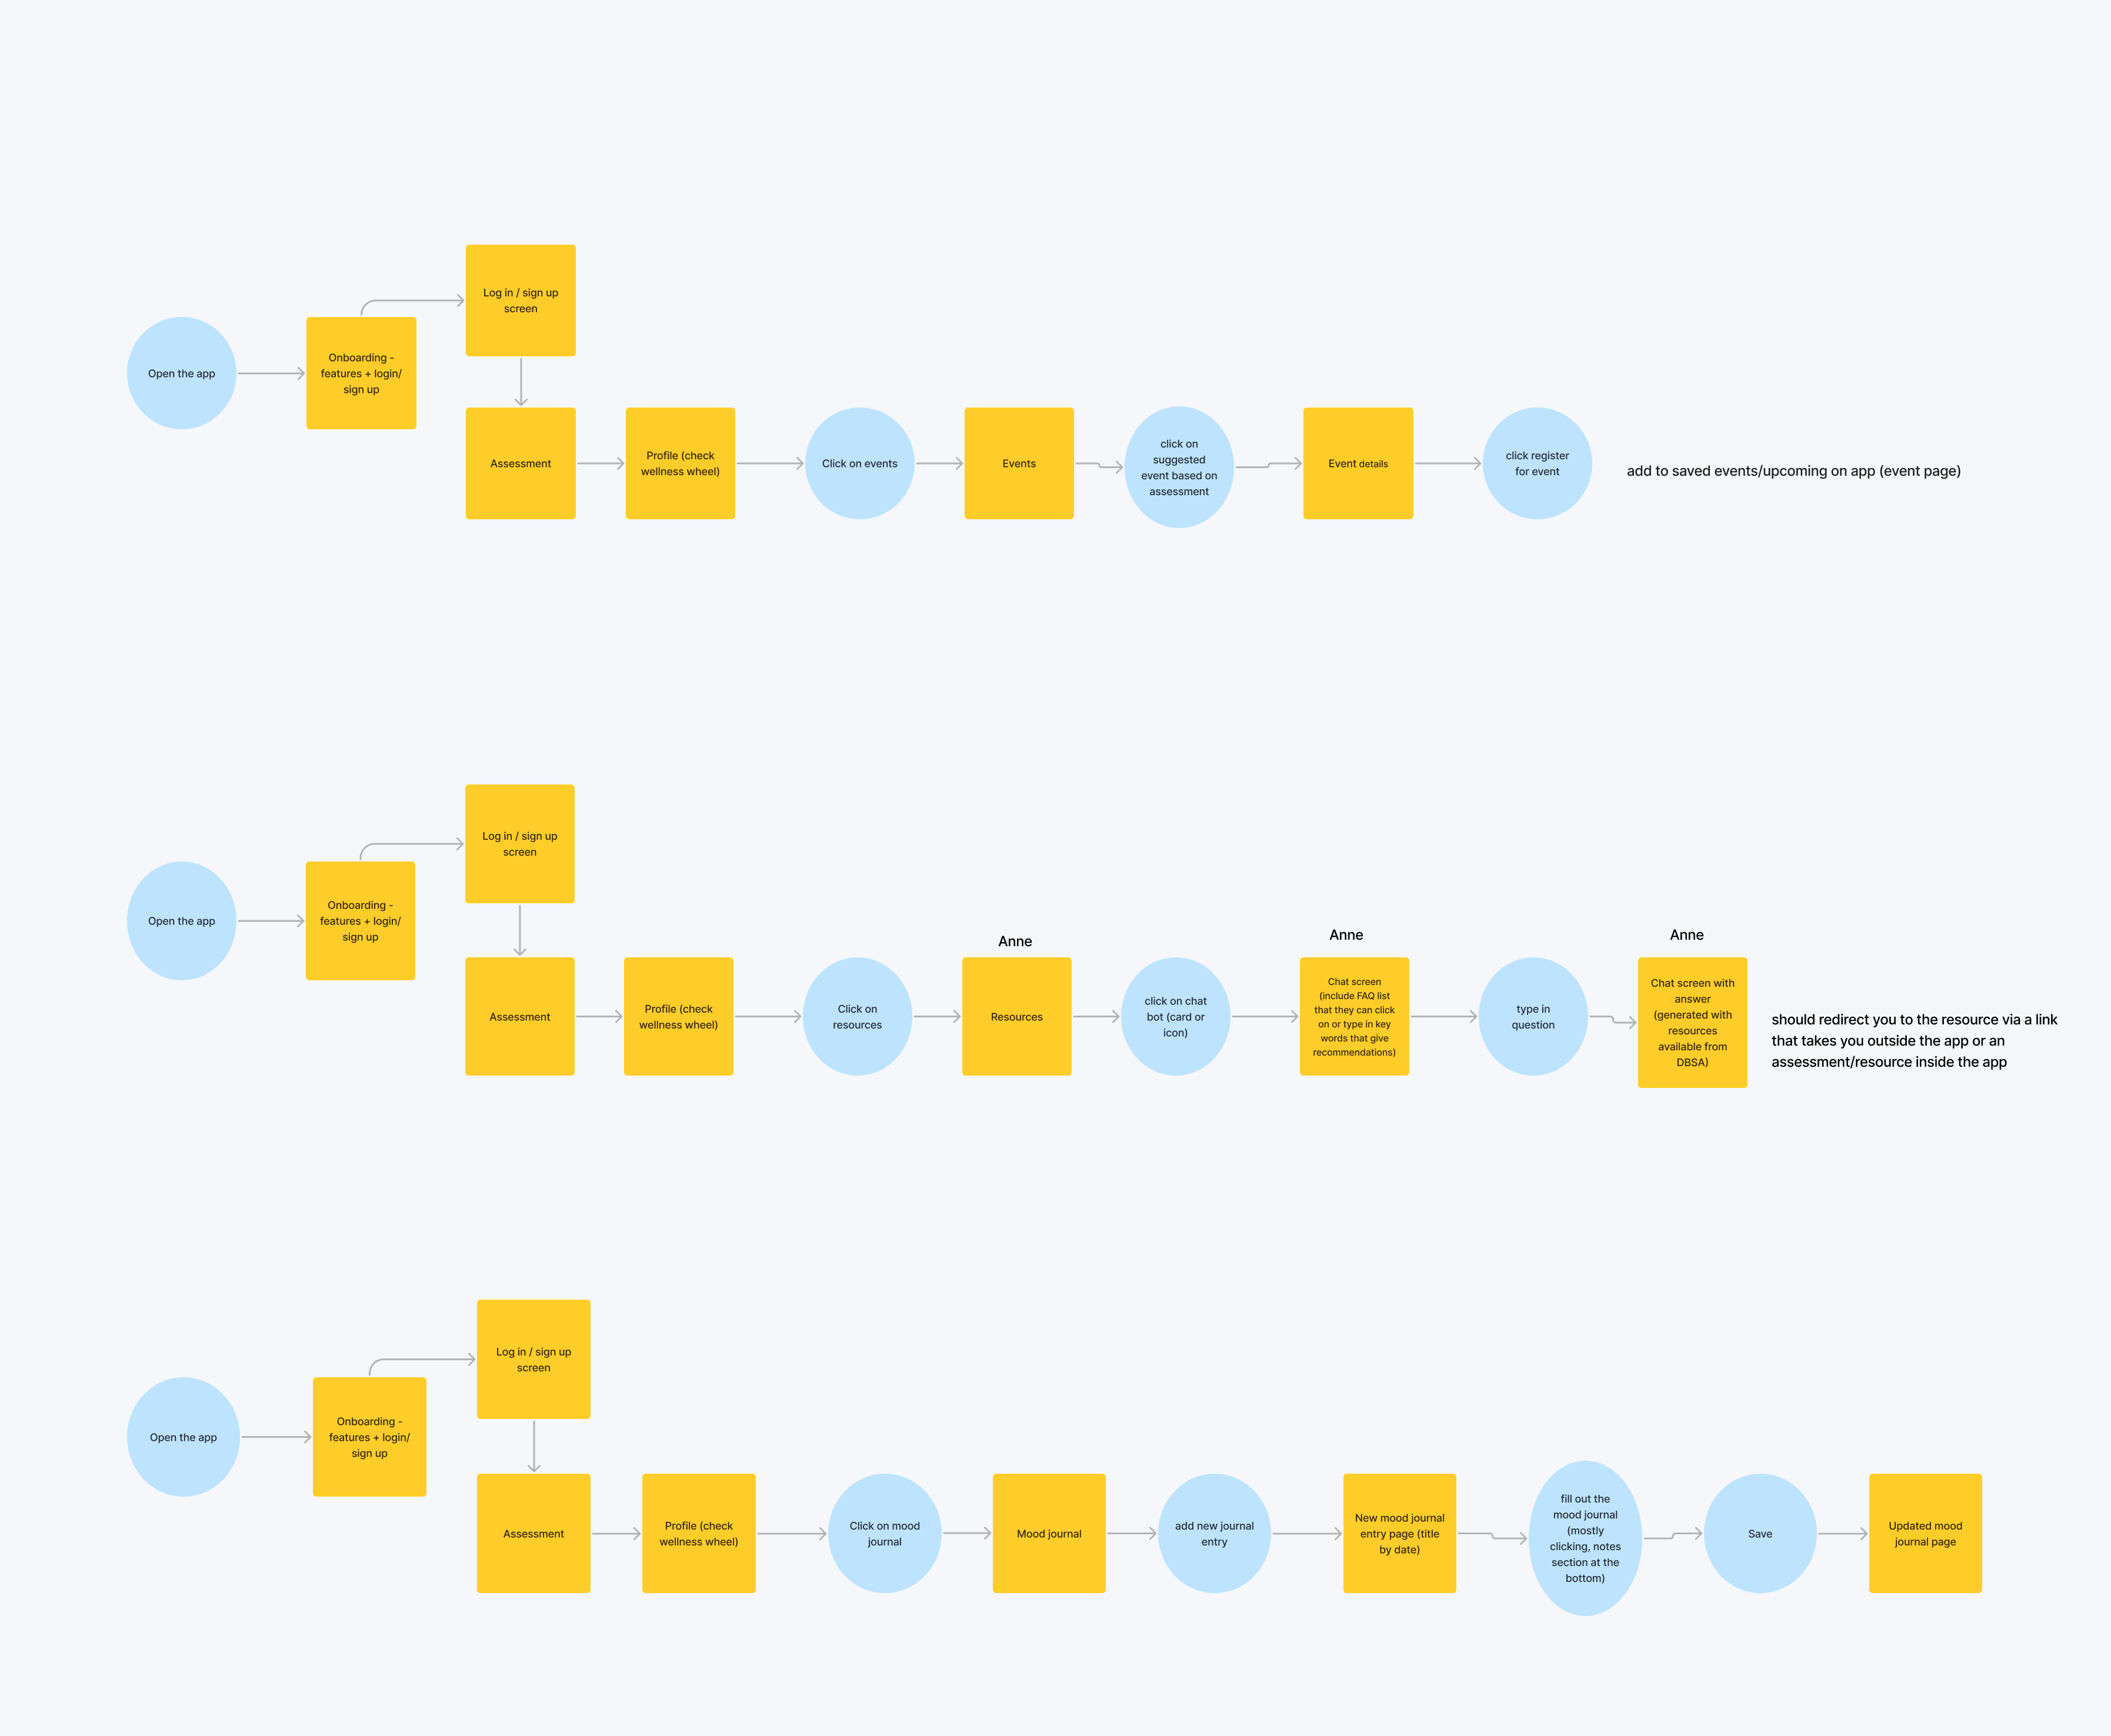 Log in / sign up
screen
Open the app
Onboarding -
features + login/
sign up
Assessment
Profile (check
wellness wheel)
Click on events
Events
click on
suggested
event based on
assessment
Event details
click register
for event
add to saved events/upcoming on app (event page)
Log in / sign up
screen
Open the app
Onboarding -
features + login/
sign up
Assessment
Profile (check
wellness wheel)
Click on
resources
Anne
Resources
click on chat
bot (card or
icon)
Anne
Chat screen
(include FAQ list
that they can click
on or type in key
words that give
recommendations)
type in
question
Anne
Chat screen with
answer
(generated with
resources
available from
DBSA)
should redirect you to the resource via a link
that takes you outside the app or an
assessment/resource inside the app
Log in / sign up
screen
Open the app
Onboarding -
features + login/
sign up
Assessment
Profile (check
wellness wheel)
Click on mood
journal
Mood journal
add new journal
entry
New mood journal
entry page (title
by date)
fill out the
mood journal
(mostly
clicking, notes
section at the
bottom)
Save
Updated mood
journal page